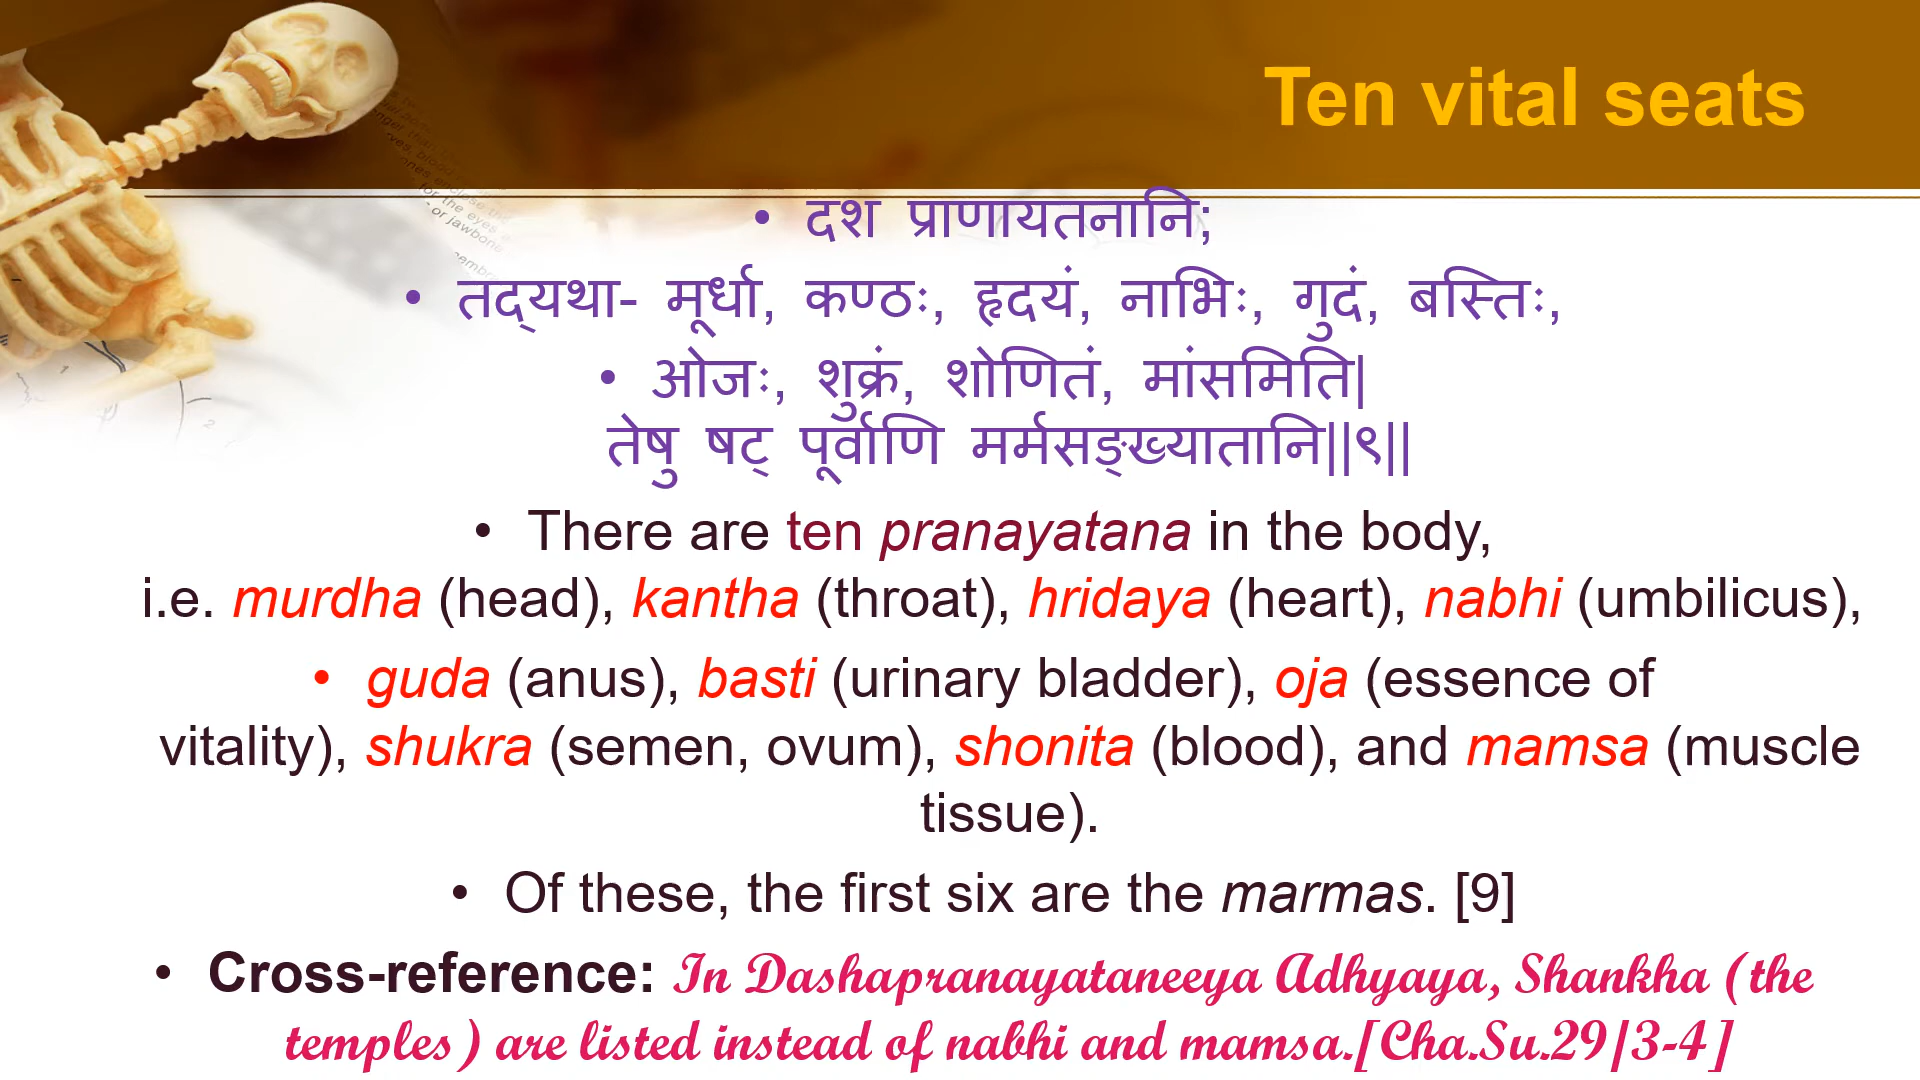 Ten vital seats
• दश प्राणायतनानि;
• तद्यथा- मूर्धा, कण्ठः, हृदयं, नाभिः, गुदं, बस्तिः,
• ओजः, शुक्रं, शोणितं, मांसमिति|
तेषु षट् पूर्वाणि मर्मसङ्ख्यातानि||९||
• There are ten pranayatana in the body,
i.e. murdha (head), kantha (throat), hridaya (heart), nabhi (umbilicus),
• guda (anus), basti (urinary bladder), oja (essence of
vitality), shukra (semen, ovum), shonita (blood), and mamsa (muscle
tissue).
• Of these, the first six are the marmas. [9]
• Cross-reference: In Dashapranayataneeya Adhyaya, Shankha (the
temples) are listed instead of nabhi and mamsa.[Cha.Su.29/3-4]